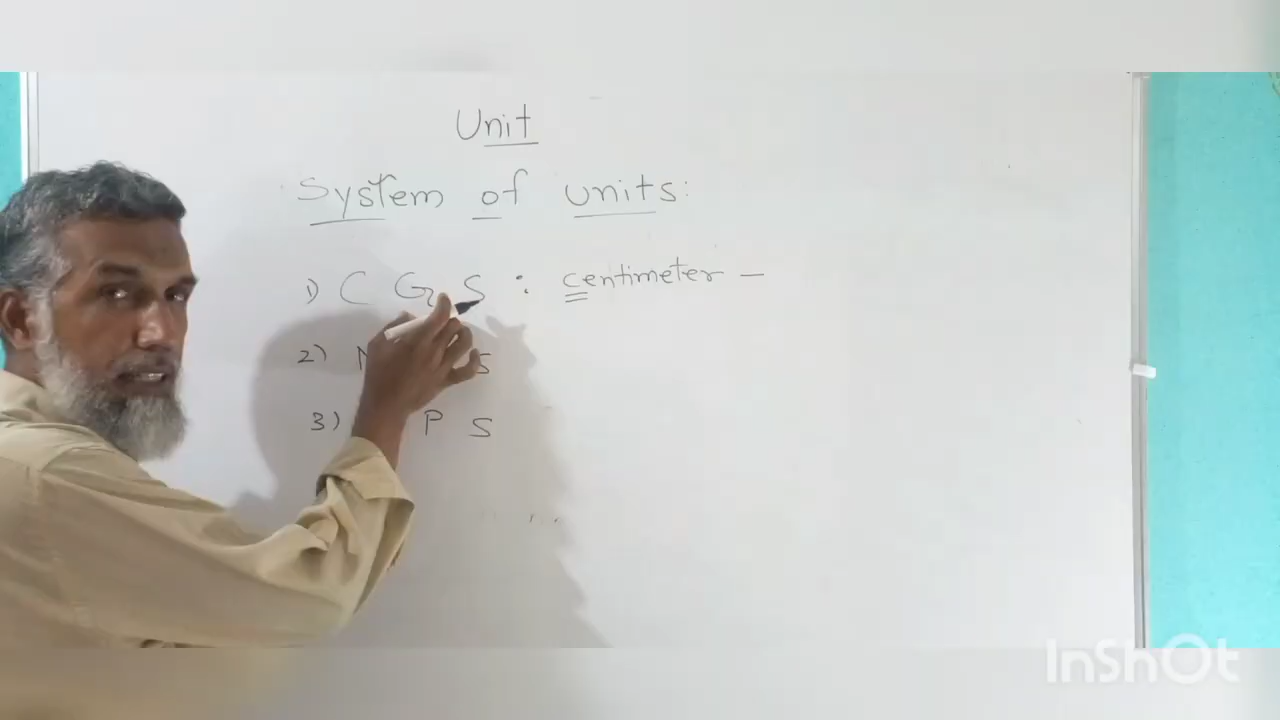 Unit
System of units:
1) C G S : centimeter —
2) S
3) P S
InShOt